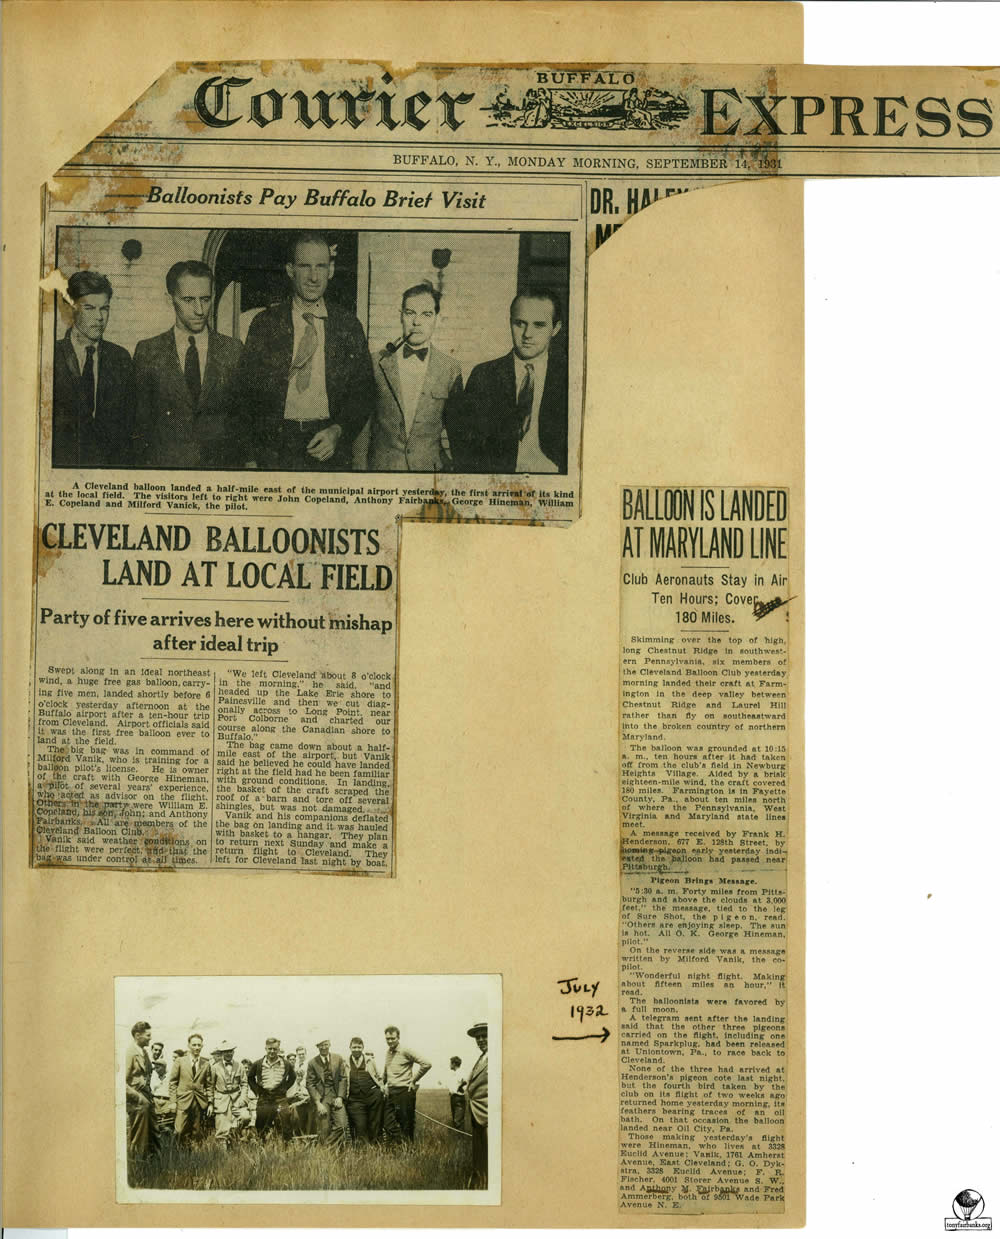 Courier
BUFFALO
EXCELSIOR
EXPRESS
BUFFALO, N. Y., MONDAY MORNING, SEPTEMBER 14, 1931
Balloonists Pay Buffalo Brief Visit
DR. HALEY
A Cleveland balloon landed a half-mile east of the municipal airport yesterday, the first arrival of its kind
at the local field. The visitors left to right were John Copeland, Anthony Fairbanks, George Hineman, William
E. Copeland and Milford Vanick, the pilot.
CLEVELAND BALLOONISTS
LAND AT LOCAL FIELD
Party of five arrives here without mishap
after ideal trip
Swept along in an ideal northeast
wind, a huge free gas balloon, carry-
ing five men, landed shortly before 6
o'clock yesterday afternoon at the
Buffalo airport after a ten-hour trip
from Cleveland. Airport officials said
it was the first free balloon ever to
land at the field.
The big bag was in command of
Milford Vanik, who is training for a
balloon pilot's license. He is owner
of the craft with George Hineman,
a pilot of several years' experience,
who acted as advisor on the flight.
Others in the party were William E.
Copeland, his son, John; and Anthony
Fairbanks. All are members of the
Cleveland Balloon Club.
Vanik said weather conditions on
the flight were perfect, and that the
bag was under control at all times.
"We left Cleveland about 8 o'clock
in the morning," he said, "and
headed up the Lake Erie shore to
Painesville and then we cut diag-
onally across to Long Point, near
Port Colborne and charted our
course along the Canadian shore to
Buffalo."
The bag came down about a half-
mile east of the airport, but Vanik
said he believed he could have landed
right at the field had he been familiar
with ground conditions. In landing,
the basket of the craft scraped the
roof of a barn and tore off several
shingles, but was not damaged.
Vanik and his companions deflated
the bag on landing and it was hauled
with basket to a hangar. They plan
to return next Sunday and make a
return flight to Cleveland. They
left for Cleveland last night by boat.
BALLOON IS LANDED
AT MARYLAND LINE
Club Aeronauts Stay in Air
Ten Hours; Cover
180 Miles.
Skimming over the top of high,
long Chestnut Ridge in southwest-
ern Pennsylvania, six members of
the Cleveland Balloon Club yesterday
morning landed their craft at Farm-
ington in the deep valley between
Chestnut Ridge and Laurel Hill
rather than fly on southeastward
into the broken country of northern
Maryland.
The balloon was grounded at 10:15
a. m., ten hours after it had taken
off from the club's field in Newburg
Heights Village. Aided by a brisk
eighteen-mile wind, the craft covered
180 miles. Farmington is in Fayette
County, Pa., about ten miles north
of where the Pennsylvania, West
Virginia and Maryland state lines
meet.
A message received by Frank H.
Henderson, 677 E. 128th Street, by
homing pigeon early yesterday indi-
cated the balloon had passed near
Pittsburgh.
Pigeon Brings Message.
"5:30 a. m. Forty miles from Pitts-
burgh and above the clouds at 3,000
feet," the message, tied to the leg
of Sure Shot, the pigeon, read.
"Others are enjoying sleep. The sun
is hot. All O. K. George Hineman,
pilot."
On the reverse side was a message
written by Milford Vanik, the co-
pilot.
"Wonderful night flight. Making
about fifteen miles an hour," it
read.
The balloonists were favored by
a full moon.
A telegram sent after the landing
said that the other three pigeons
carried on the flight, including one
named Sparkplug, had been released
at Uniontown, Pa., to race back to
Cleveland.
None of the three had arrived at
Henderson's pigeon cote last night,
but the fourth bird taken by the
club on its flight of two weeks ago
returned home yesterday morning, its
feathers bearing traces of an oil
bath. On that occasion the balloon
landed near Oil City, Pa.
Those making yesterday's flight
were Hineman, who lives at 3328
Euclid Avenue; Vanik, 1761 Amherst
Avenue, East Cleveland; G. O. Dyk-
stra, 3328 Euclid Avenue; F. R.
Fischer, 4001 Storer Avenue S. W.,
and Anthony M. Fairbanks and Fred
Ammerberg, both of 9501 Wade Park
Avenue N. E.
JULY
1932
tonyfairbanks.org